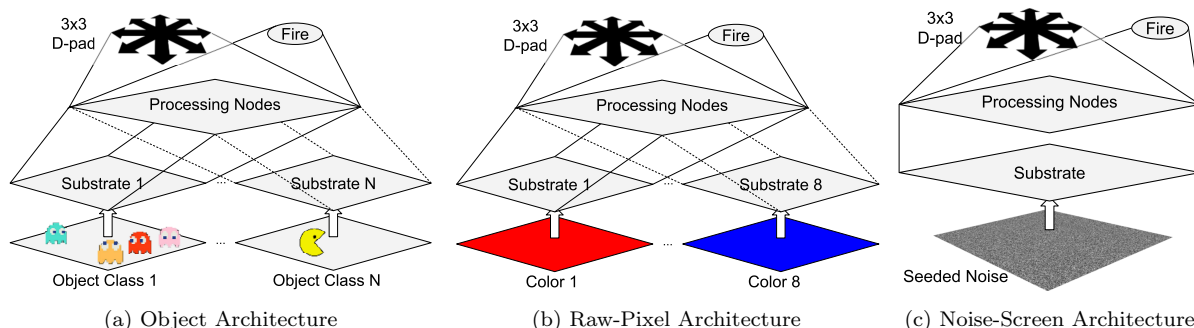 3x3
D-pad
Fire
Processing Nodes
Substrate 1
...
Substrate N
...
Object Class 1
Object Class N
(a) Object Architecture
3x3
D-pad
Fire
Processing Nodes
Substrate 1
...
Substrate 8
...
Color 1
Color 8
(b) Raw-Pixel Architecture
3x3
D-pad
Fire
Processing Nodes
Substrate
Seeded Noise
(c) Noise-Screen Architecture